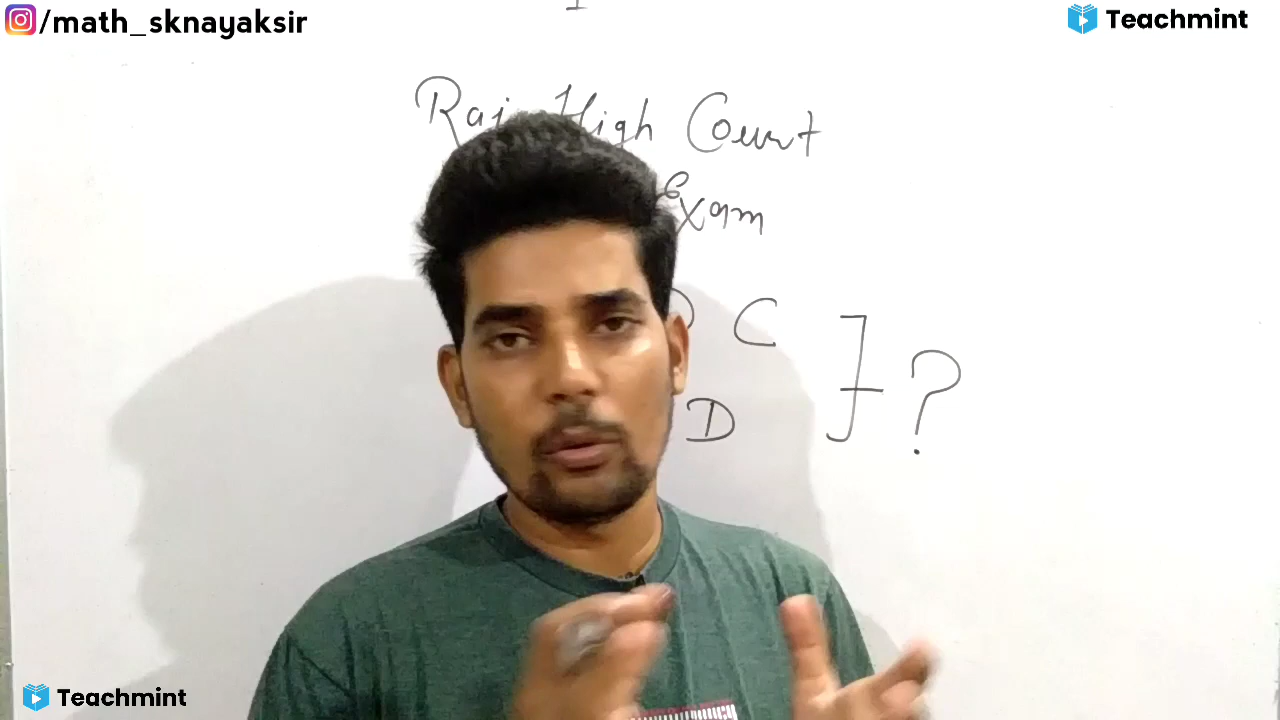 /math_sknayaksir
Teachmint
Raj High Court
Exam
C
D
?
Teachmint